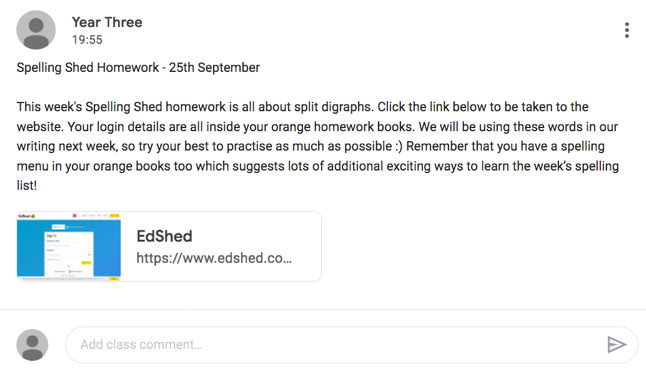 Year Three
19:55
Spelling Shed Homework - 25th September
This week's Spelling Shed homework is all about split digraphs. Click the link below to be taken to the
website. Your login details are all inside your orange homework books. We will be using these words in our
writing next week, so try your best to practise as much as possible :) Remember that you have a spelling
menu in your orange books too which suggests lots of additional exciting ways to learn the week’s spelling
list!
EdShed
EdShed
https://www.edshed.co…
Add class comment…